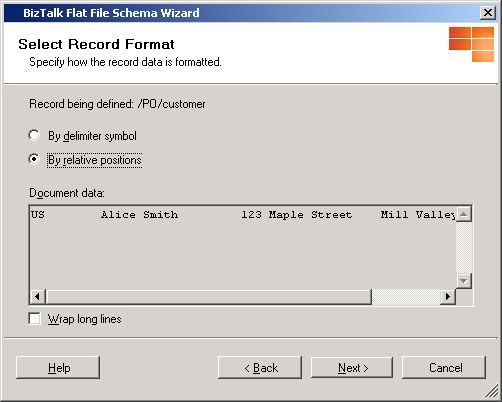 BizTalk Flat File Schema Wizard
Select Record Format
Specify how the record data is formatted.
Record being defined: /PO/customer
By delimiter symbol
By relative positions
Document data:
US Alice Smith 123 Maple Street Mill Valley
Wrap long lines
Help < Back Next > Cancel